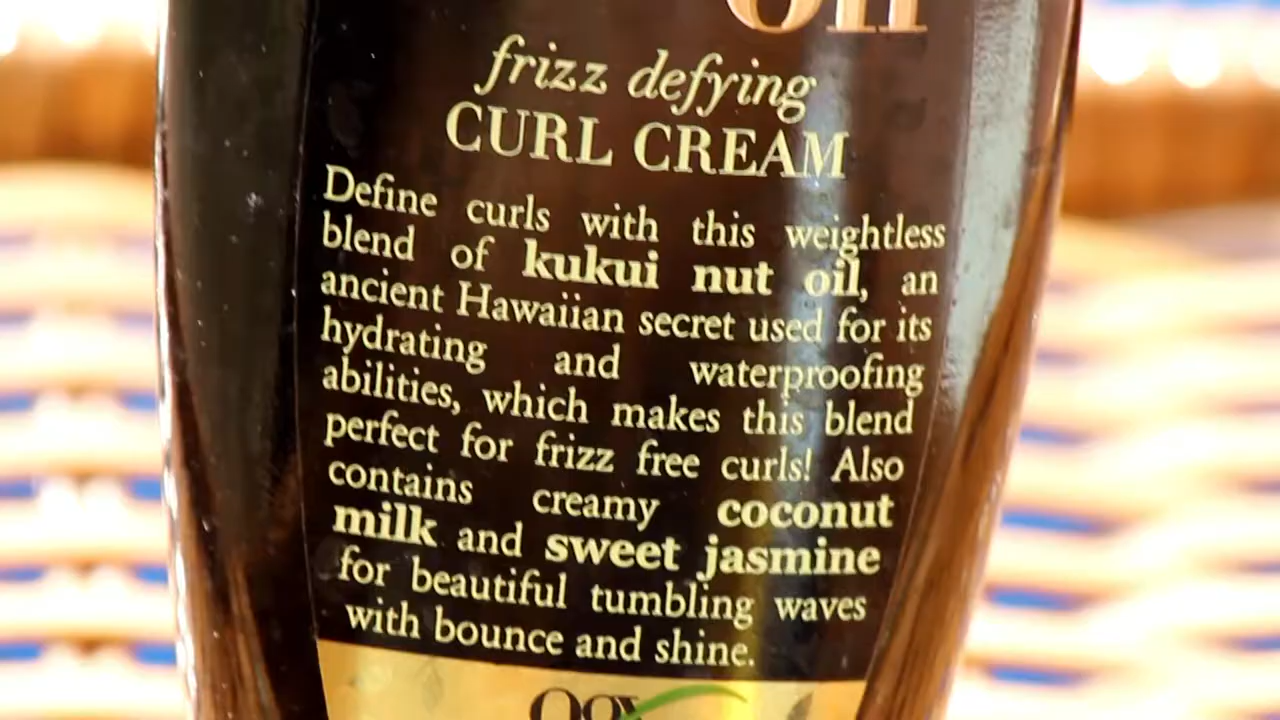 Oil
frizz defying
CURL CREAM
Define curls with this weightless
blend of kukui nut oil, an
ancient Hawaiian secret used for its
hydrating and waterproofing
abilities, which makes this blend
perfect for frizz free curls! Also
contains creamy coconut
milk and sweet jasmine
for beautiful tumbling waves
with bounce and shine.